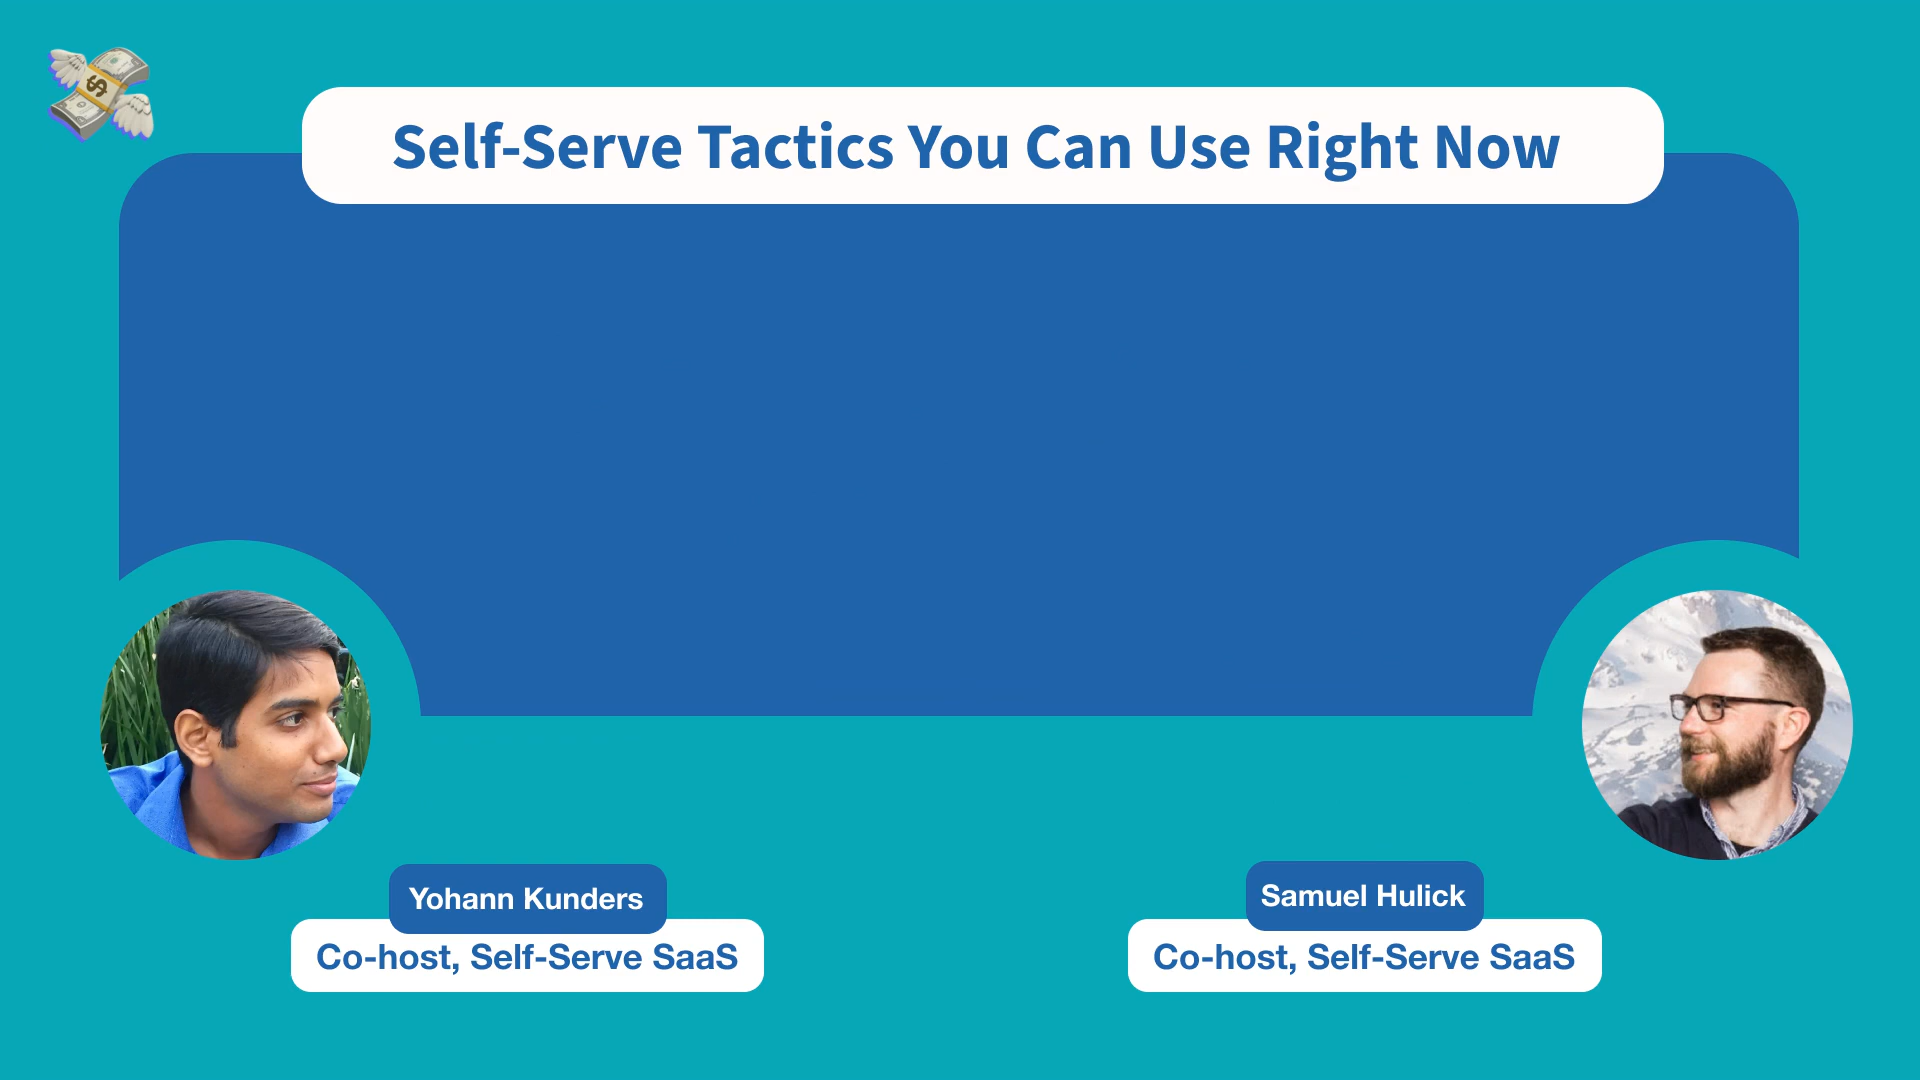 Self-Serve Tactics You Can Use Right Now
Yohann Kunders
Co-host, Self-Serve SaaS
Samuel Hulick
Co-host, Self-Serve SaaS